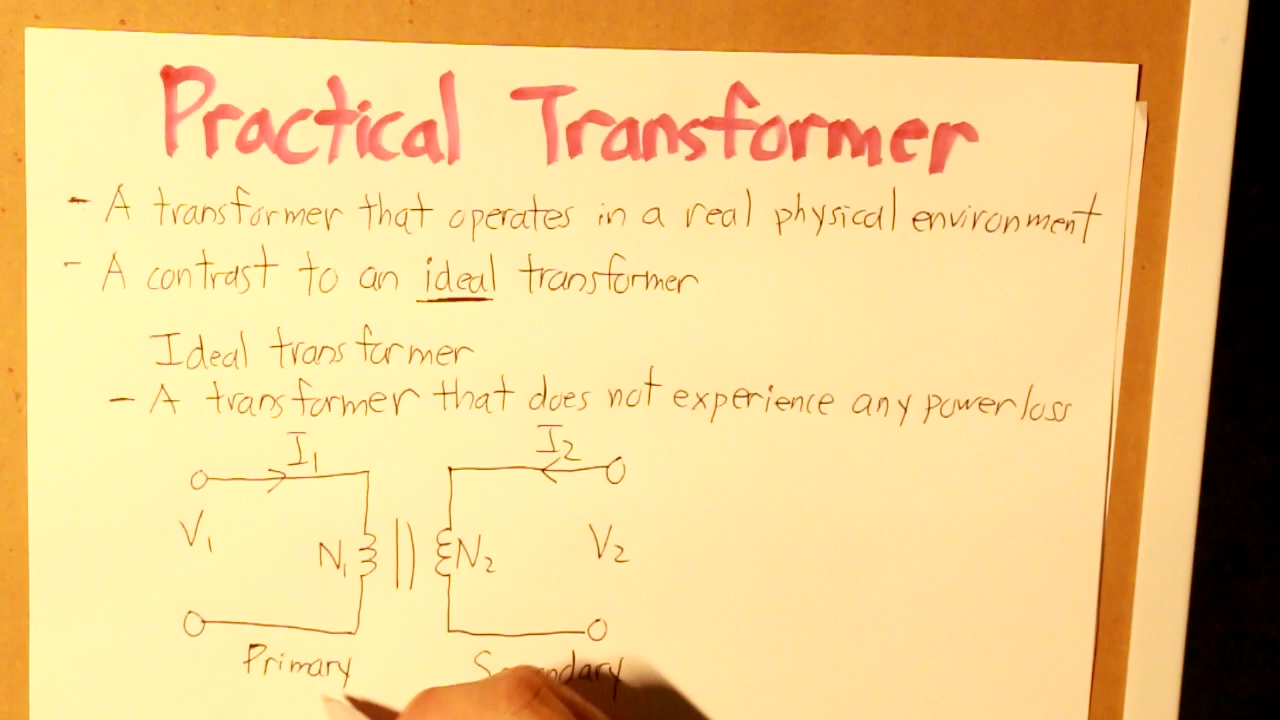 Practical Transformer
- A transformer that operates in a real physical environment
- A contrast to an ideal transformer
Ideal transformer
- A transformer that does not experience any power loss
I1 I2
V1 N1 N2 V2
Primary Secondary